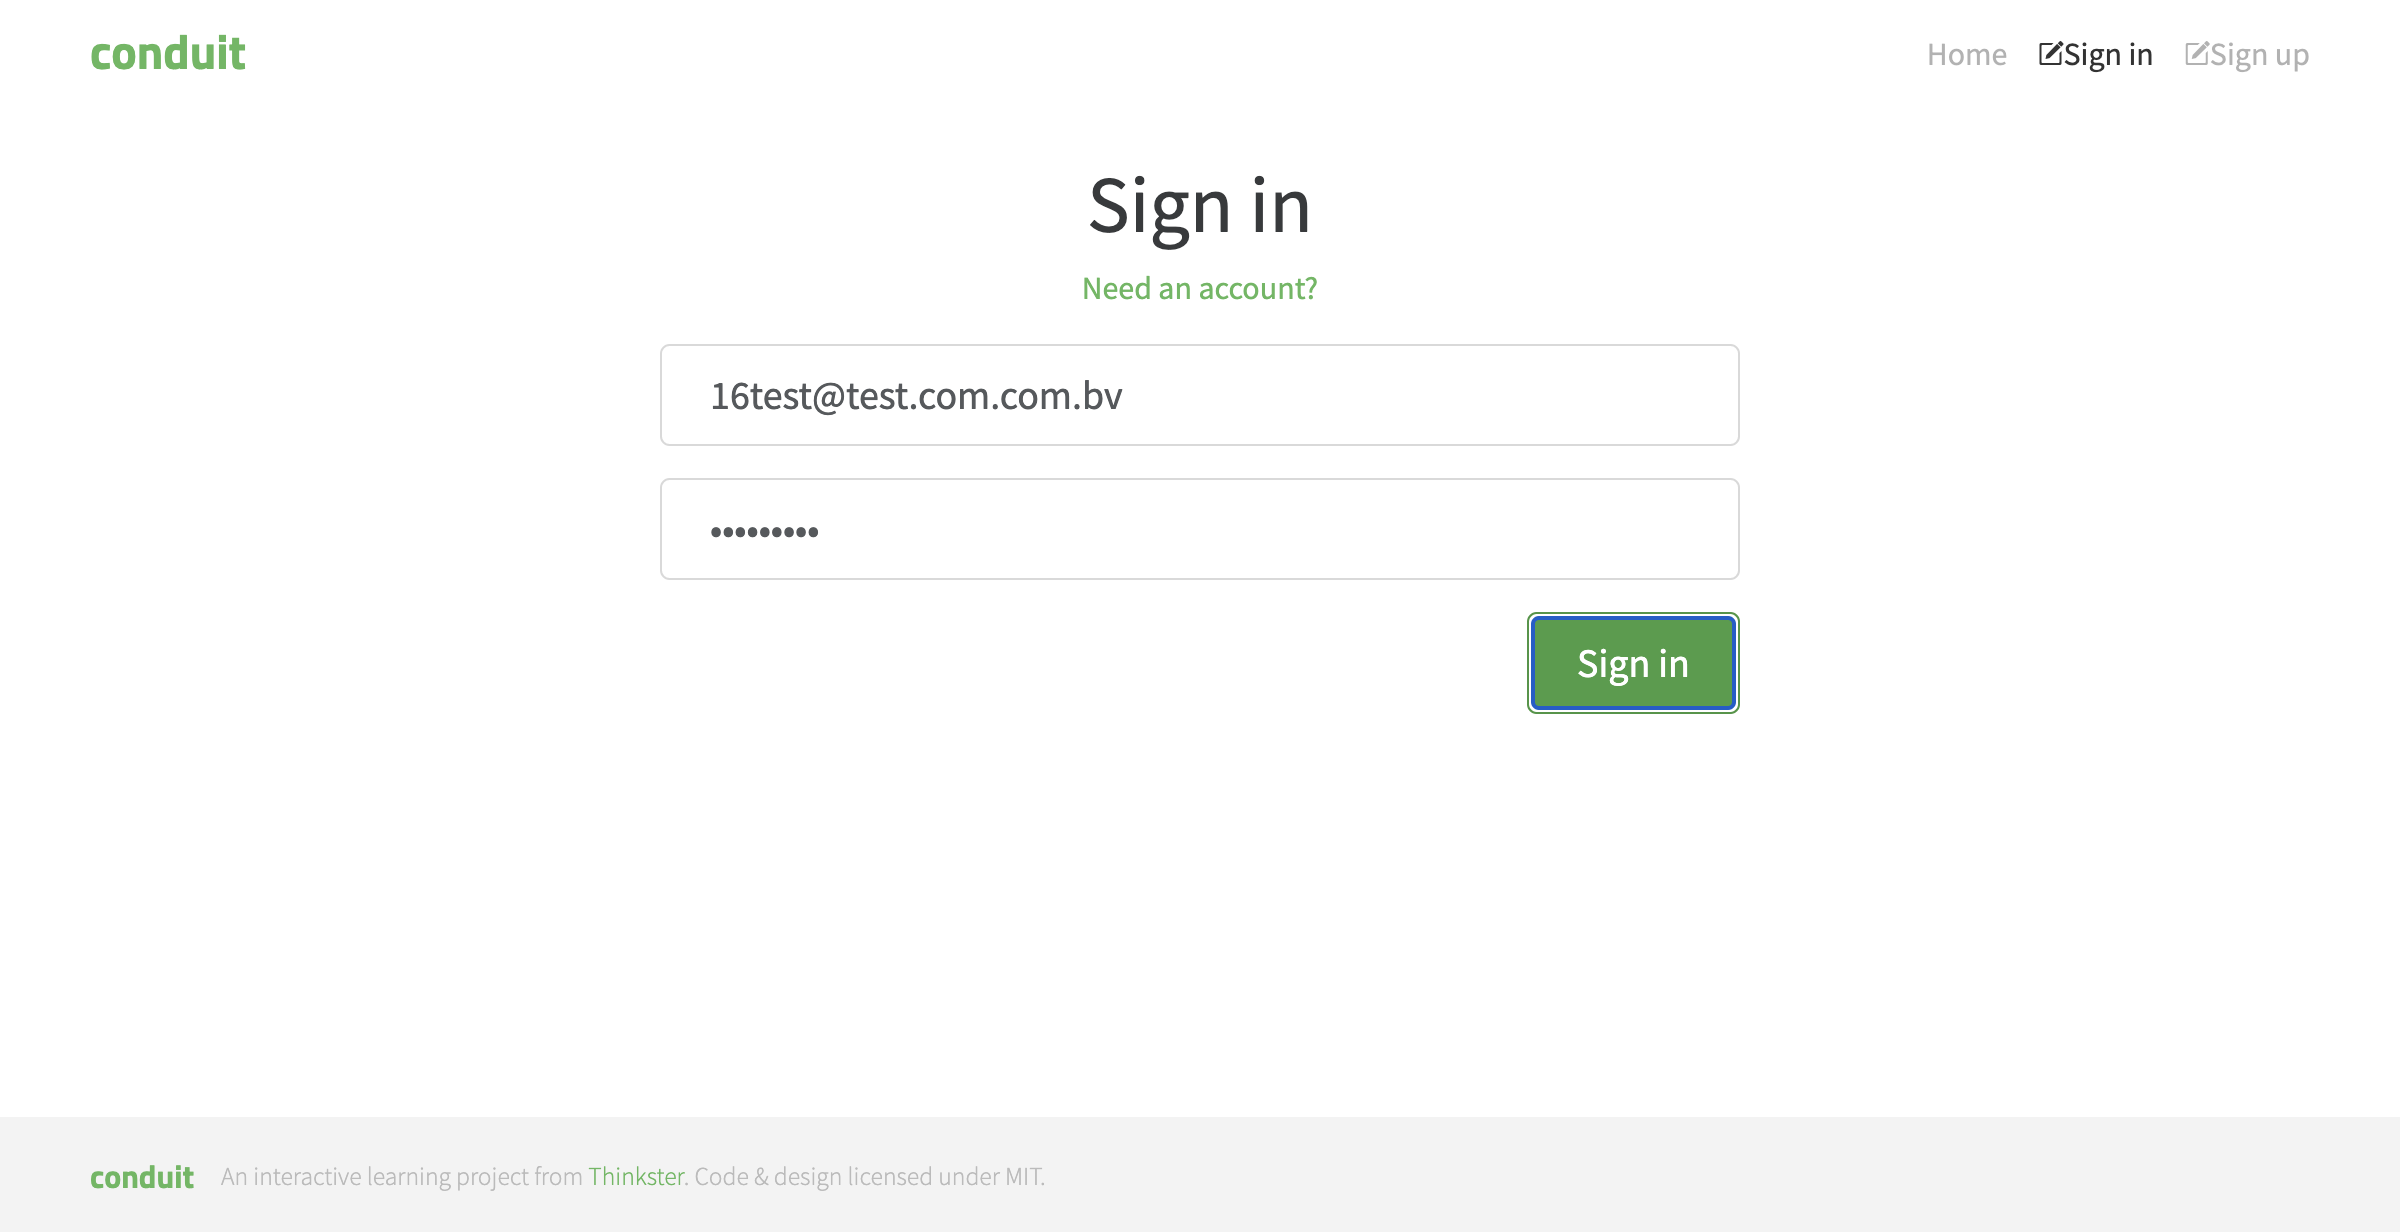 conduit
Home Sign in Sign up
Sign in
Need an account?
16test@test.com.com.bv
•••••••••
Sign in
conduit An interactive learning project from Thinkster. Code & design licensed under MIT.